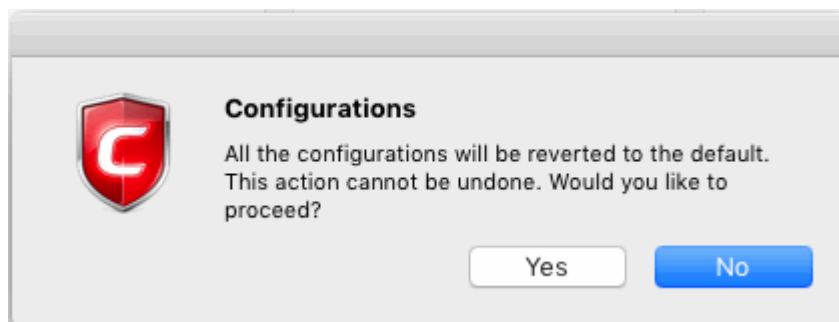 Configurations
All the configurations will be reverted to the default.
This action cannot be undone. Would you like to
proceed?
Yes No